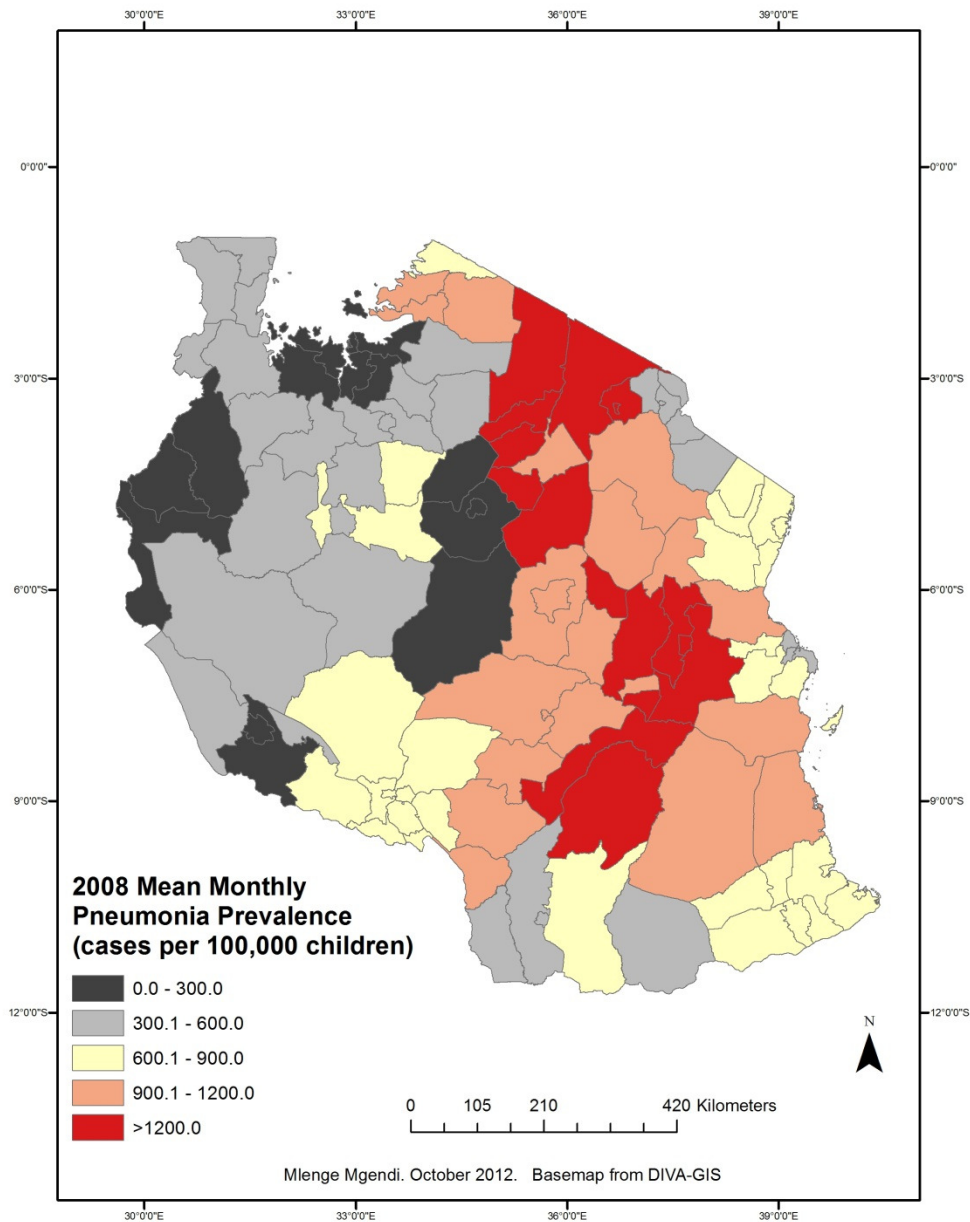 30°0'0"E 33°0'0"E 36°0'0"E 39°0'0"E
0°0'0" 0°0'0"
3°0'0"S 3°0'0"S
6°0'0"S 6°0'0"S
9°0'0"S 9°0'0"S
2008 Mean Monthly
Pneumonia Prevalence
(cases per 100,000 children)
0.0 - 300.0
300.1 - 600.0
12°0'0"S 12°0'0"S
N
600.1 - 900.0
900.1 - 1200.0
>1200.0
0 105 210 420 Kilometers
Mlenge Mgendi. October 2012. Basemap from DIVA-GIS
30°0'0"E 33°0'0"E 36°0'0"E 39°0'0"E